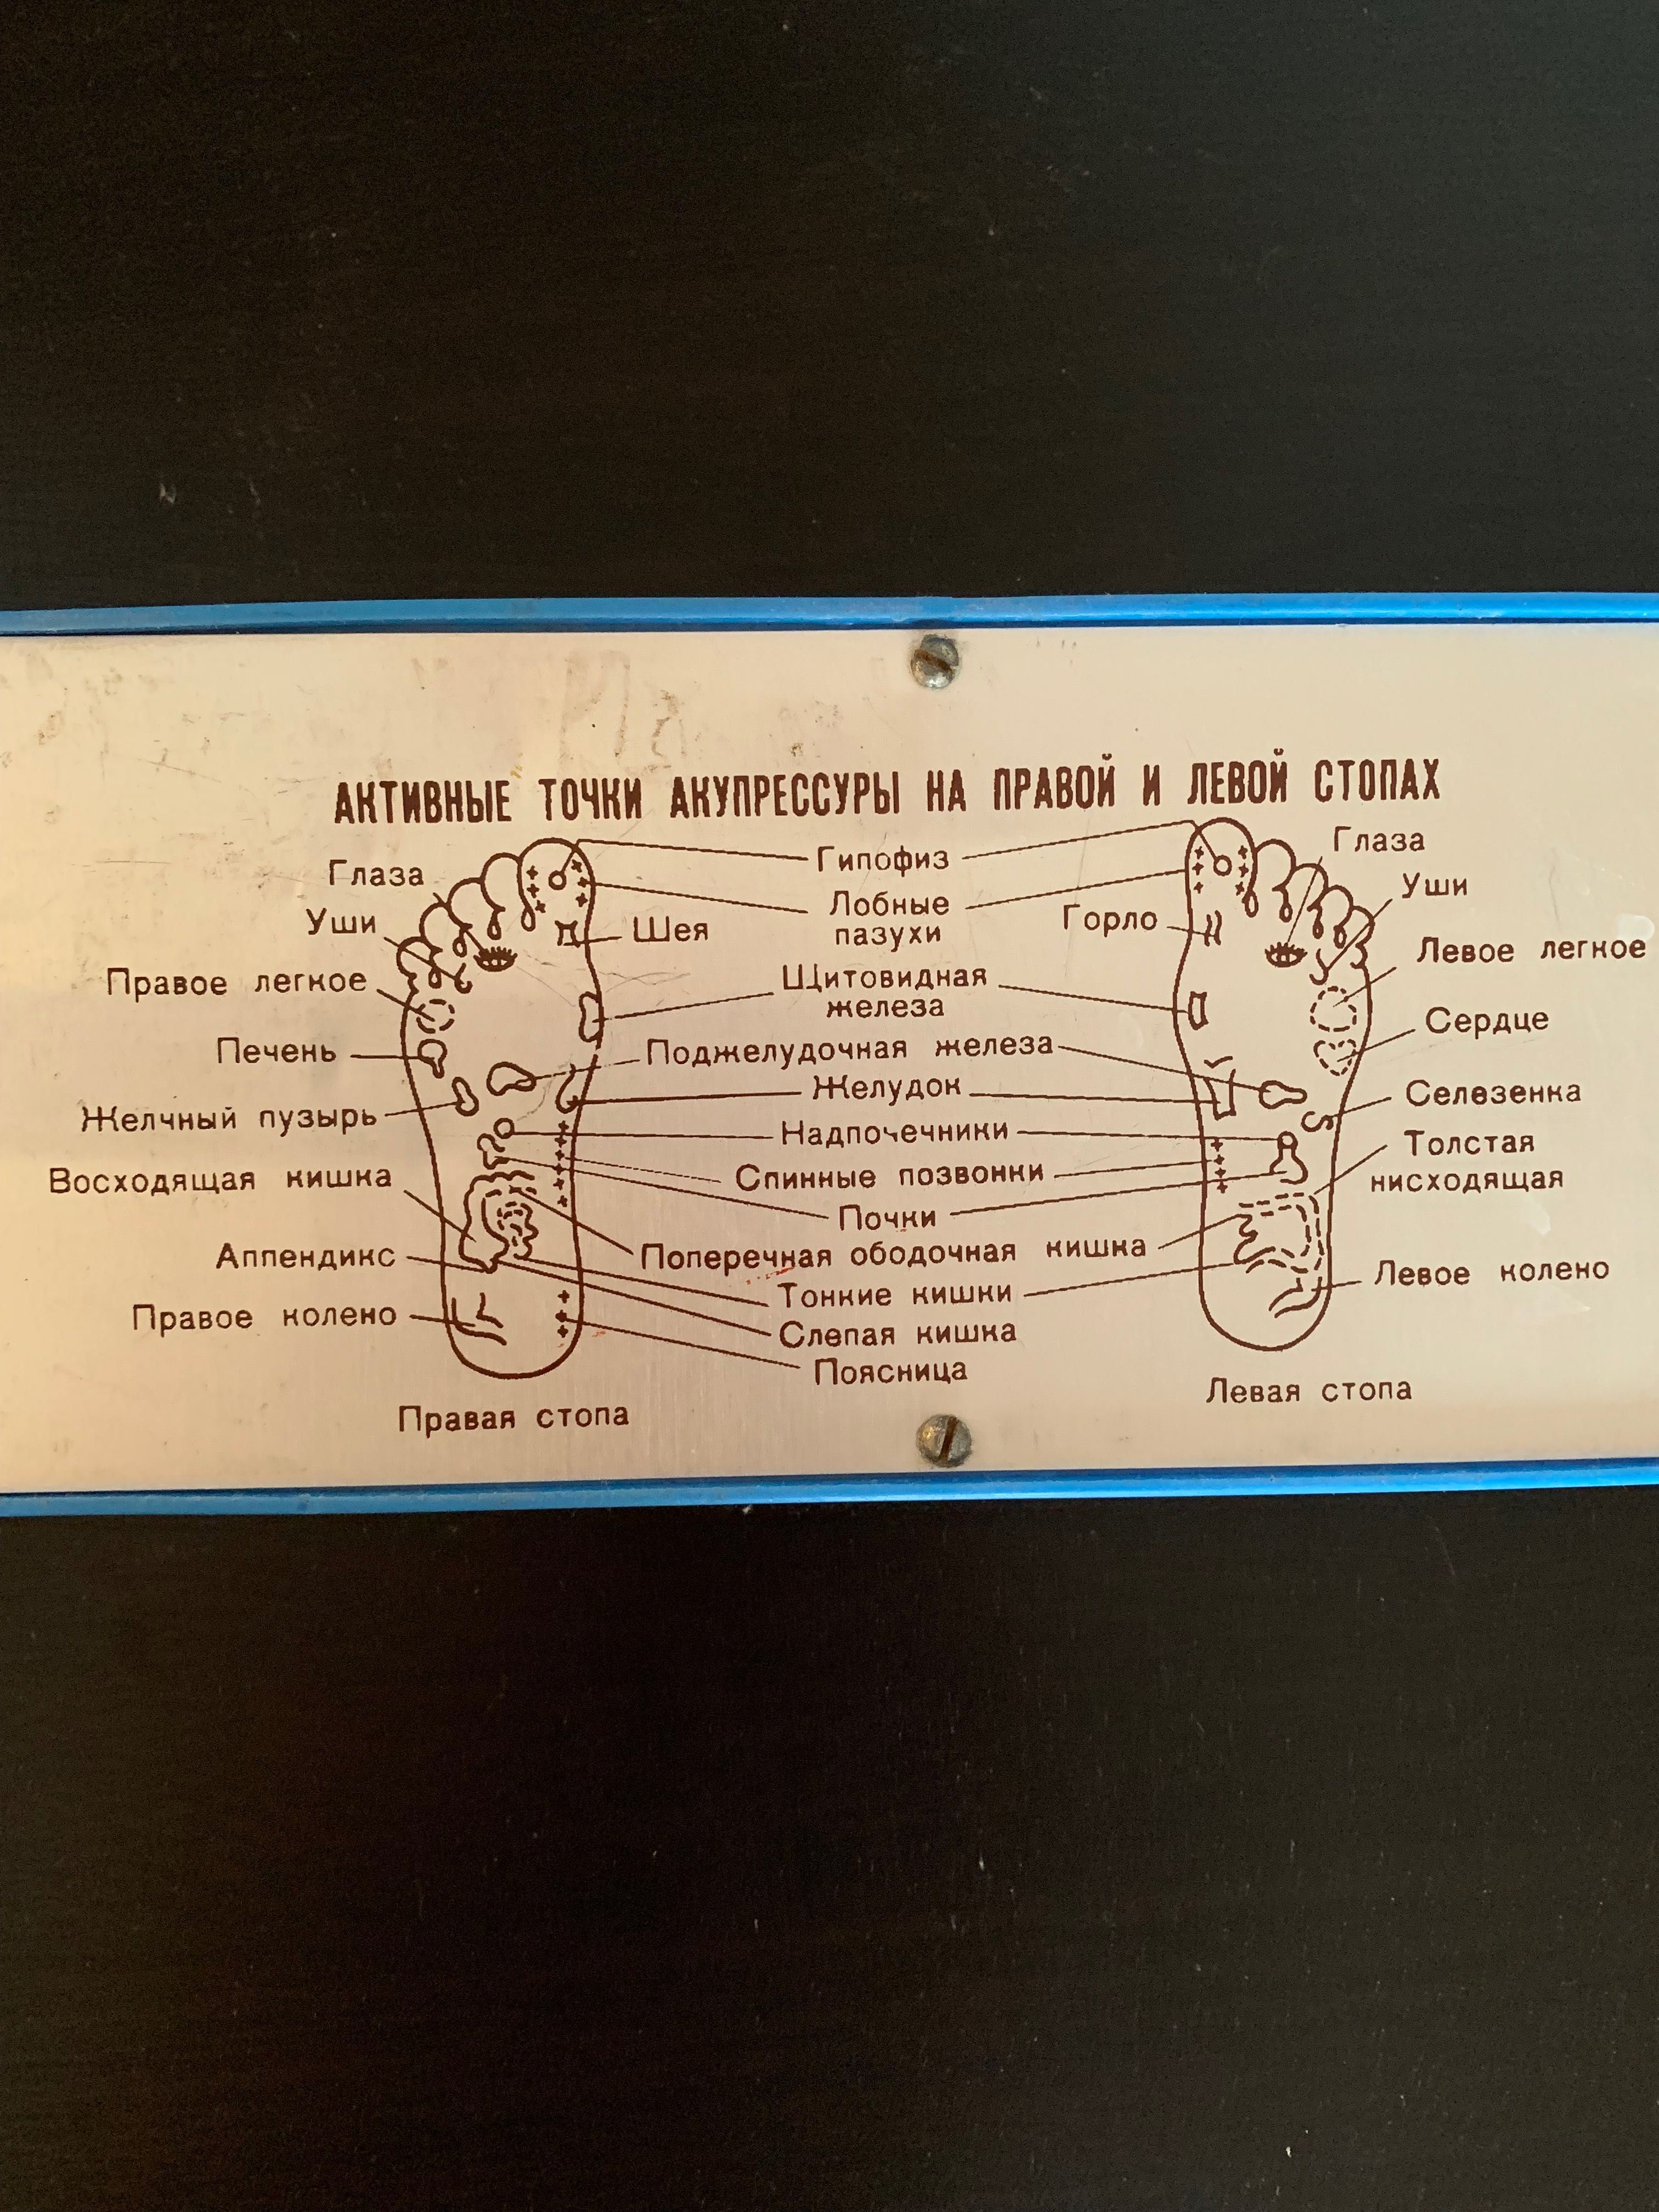 АКТИВНЫЕ ТОЧКИ АКУПРЕССУРЫ НА ПРАВОЙ И ЛЕВОЙ СТОПАХ
Глаза
Уши
Правое легкое
Печень
Желчный пузырь
Восходящая кишка
Аппендикс
Правое колено
Правая стопа
Шея
Гипофиз
Лобные
пазухи
Щитовидная
железа
Поджелудочная железа
Желудок
Надпочечники
Спинные позвонки
Почки
Поперечная ободочная кишка
Тонкие кишки
Слепая кишка
Поясница
Горло
Глаза
Уши
Левое легкое
Сердце
Селезенка
Толстая
нисходящая
Левое колено
Левая стопа